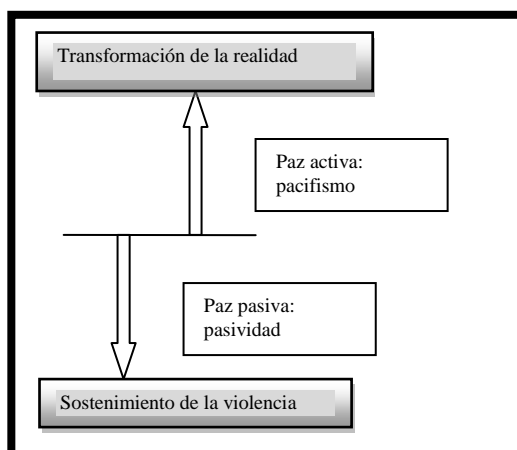 Transformación de la realidad
Paz activa:
pacifismo
Paz pasiva:
pasividad
Sostenimiento de la violencia